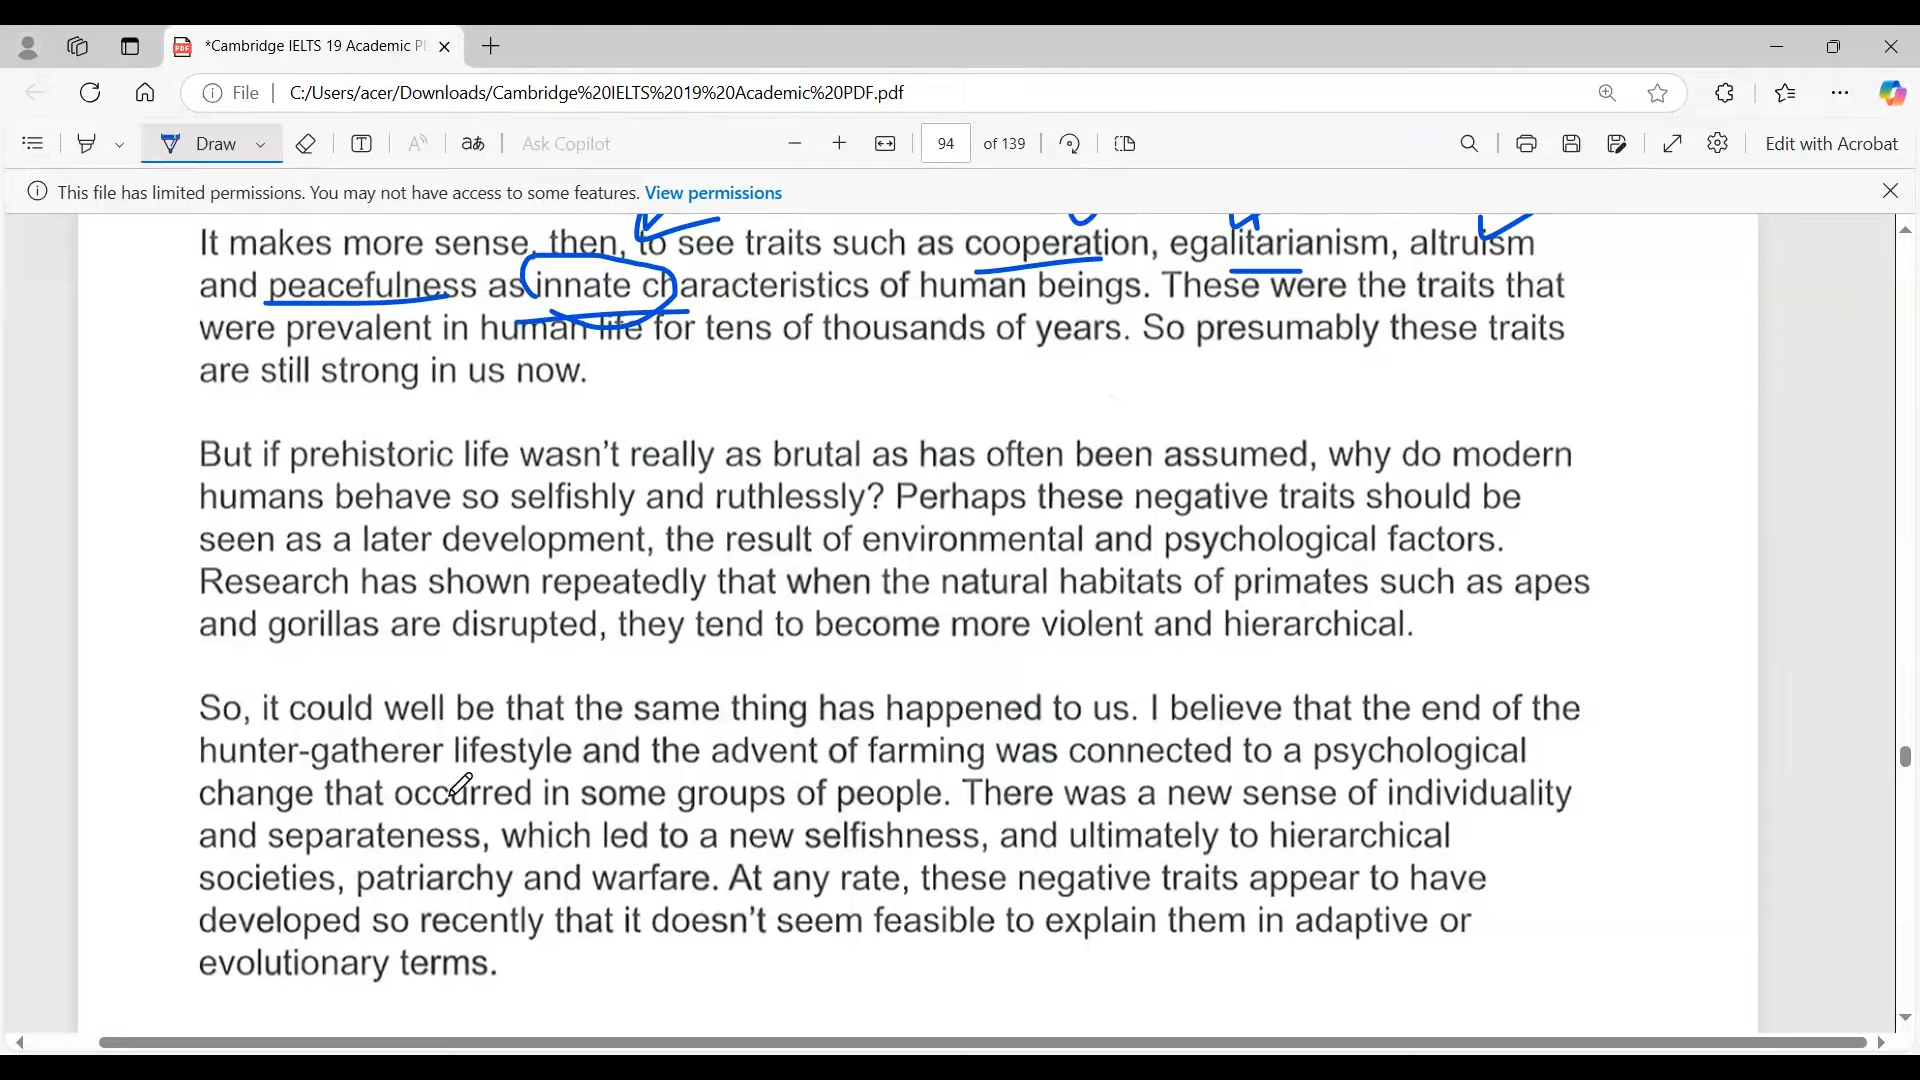 *Cambridge IELTS 19 Academic P
File C:/Users/acer/Downloads/Cambridge%20IELTS%2019%20Academic%20PDF.pdf
Draw aあ Ask Copilot 94 of 139 Edit with Acrobat
This file has limited permissions. You may not have access to some features. View permissions
It makes more sense, then, to see traits such as cooperation, egalitarianism, altruism
and peacefulness as innate characteristics of human beings. These were the traits that
were prevalent in human life for tens of thousands of years. So presumably these traits
are still strong in us now.
But if prehistoric life wasn't really as brutal as has often been assumed, why do modern
humans behave so selfishly and ruthlessly? Perhaps these negative traits should be
seen as a later development, the result of environmental and psychological factors.
Research has shown repeatedly that when the natural habitats of primates such as apes
and gorillas are disrupted, they tend to become more violent and hierarchical.
So, it could well be that the same thing has happened to us. I believe that the end of the
hunter-gatherer lifestyle and the advent of farming was connected to a psychological
change that occurred in some groups of people. There was a new sense of individuality
and separateness, which led to a new selfishness, and ultimately to hierarchical
societies, patriarchy and warfare. At any rate, these negative traits appear to have
developed so recently that it doesn't seem feasible to explain them in adaptive or
evolutionary terms.